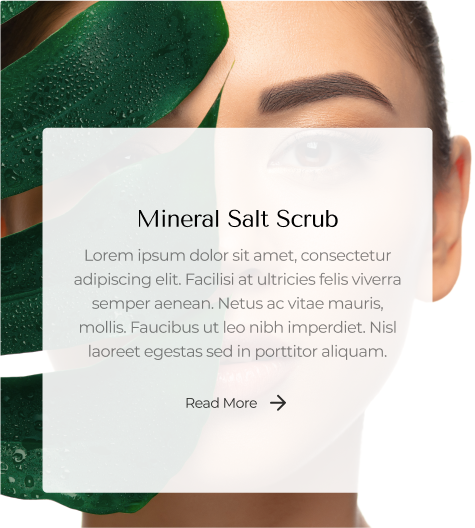 Mineral Salt Scrub
Lorem ipsum dolor sit amet, consectetur
adipiscing elit. Facilisi at ultricies felis viverra
semper aenean. Netus ac vitae mauris,
mollis. Faucibus ut leo nibh imperdiet. Nisl
laoreet egestas sed in porttitor aliquam.
Read More